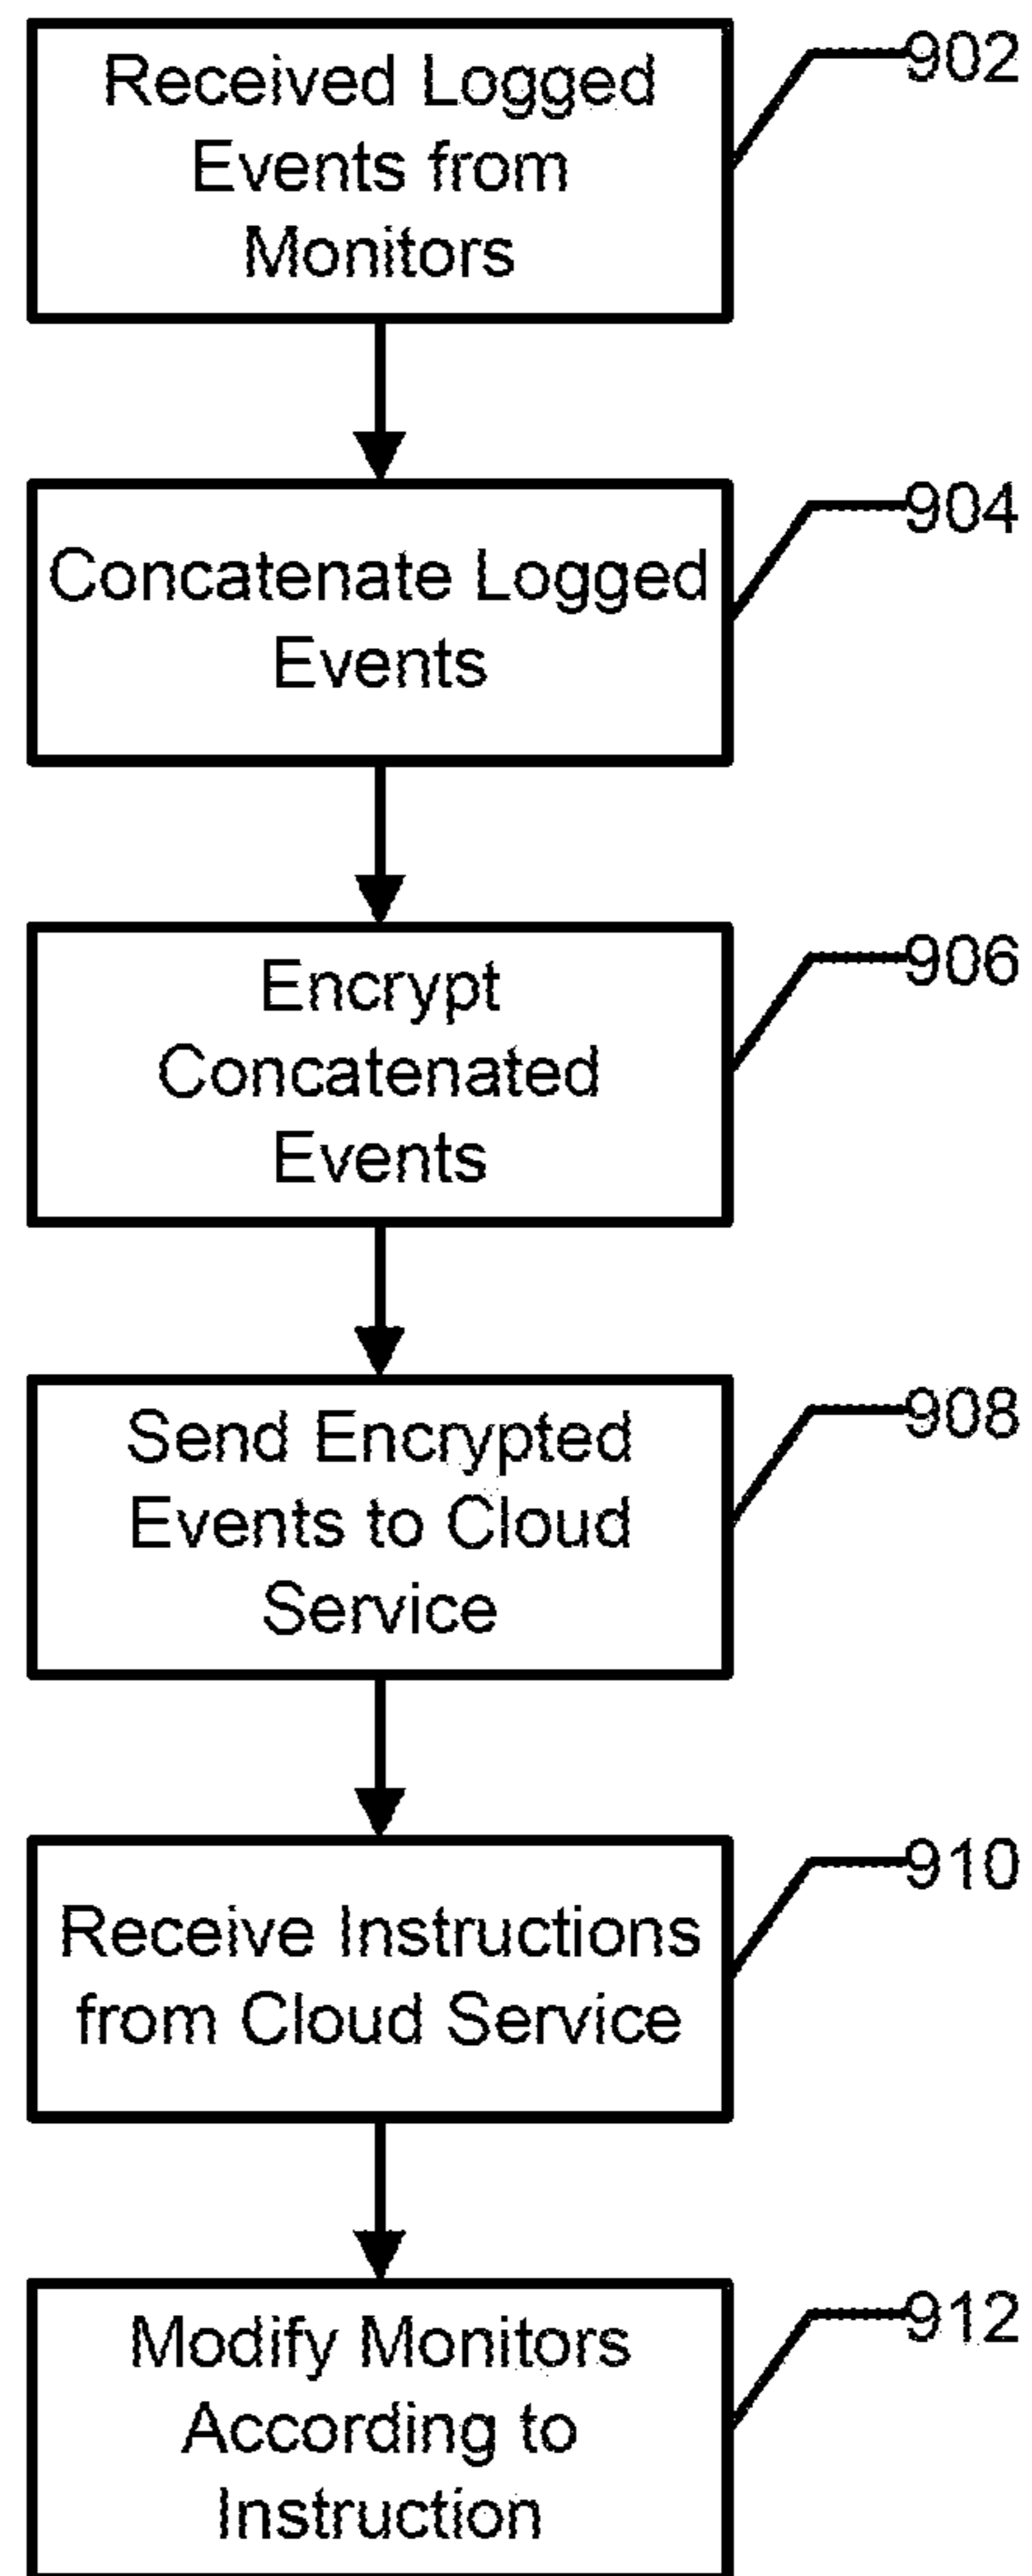 Received Logged
Events from
Monitors
902
Concatenate Logged
Events
904
Encrypt
Concatenated
Events
906
Send Encrypted
Events to Cloud
Service
908
Receive Instructions
from Cloud Service
910
Modify Monitors
According to
Instruction
912